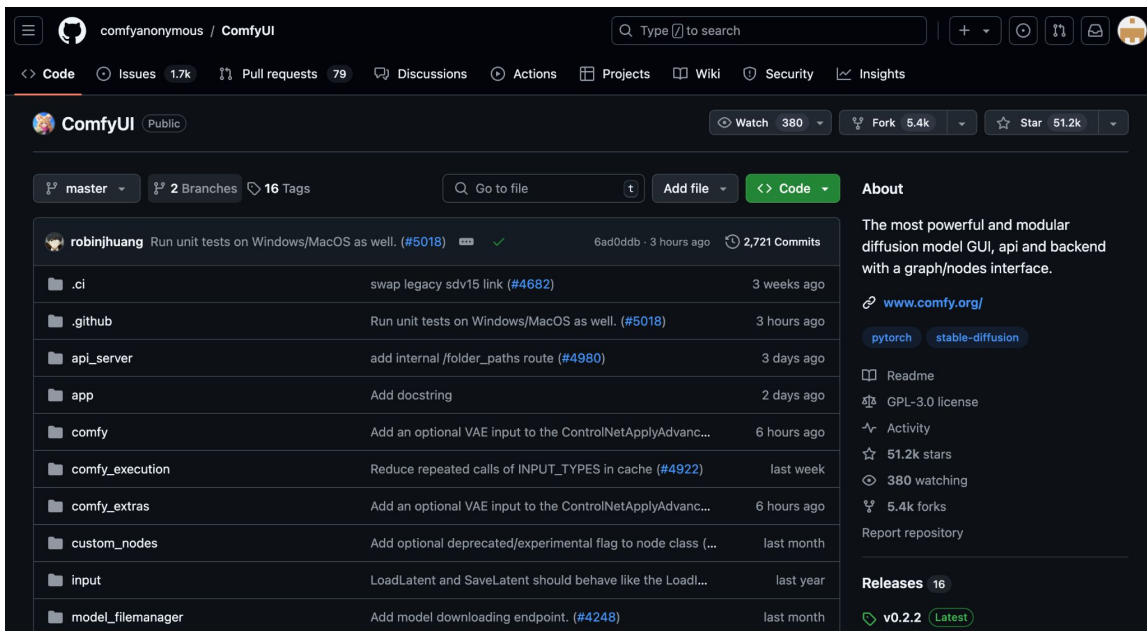 comfyanonymous / ComfyUI
Type / to search
Code
Issues 1.7k
Pull requests 79
Discussions
Actions
Projects
Wiki
Security
Insights
ComfyUI Public
Watch 380
Fork 5.4k
Star 51.2k
master
2 Branches
16 Tags
Go to file t
Add file
Code
robinjhuang Run unit tests on Windows/MacOS as well. (#5018) 6ad0ddb · 3 hours ago 2,721 Commits
.ci swap legacy sdv15 link (#4682) 3 weeks ago
.github Run unit tests on Windows/MacOS as well. (#5018) 3 hours ago
api_server add internal /folder_paths route (#4980) 3 days ago
app Add docstring 2 days ago
comfy Add an optional VAE input to the ControlNetApplyAdvanc... 6 hours ago
comfy_execution Reduce repeated calls of INPUT_TYPES in cache (#4922) last week
comfy_extras Add an optional VAE input to the ControlNetApplyAdvanc... 6 hours ago
custom_nodes Add optional deprecated/experimental flag to node class (... last month
input LoadLatent and SaveLatent should behave like the LoadI... last year
model_filemanager Add model downloading endpoint. (#4248) last month
About
The most powerful and modular
diffusion model GUI, api and backend
with a graph/nodes interface.
www.comfy.org/
pytorch stable-diffusion
Readme
GPL-3.0 license
Activity
51.2k stars
380 watching
5.4k forks
Report repository
Releases 16
v0.2.2 Latest